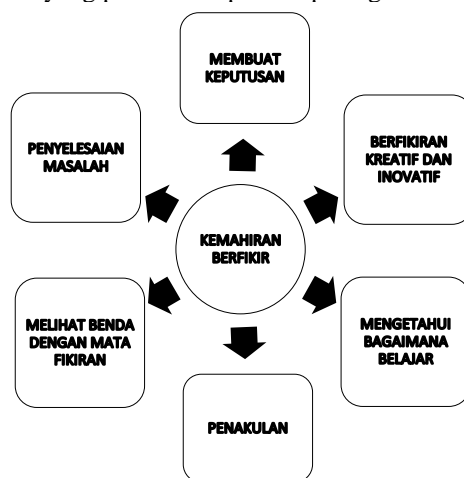 MEMBUAT
KEPUTUSAN
BERFIKIRAN
KREATIF DAN
INOVATIF
MENGETAHUI
BAGAIMANA
BELAJAR
PENAKULAN
MELIHAT BENDA
DENGAN MATA
FIKIRAN
PENYELESAIAN
MASALAH
KEMAHIRAN
BERFIKIR